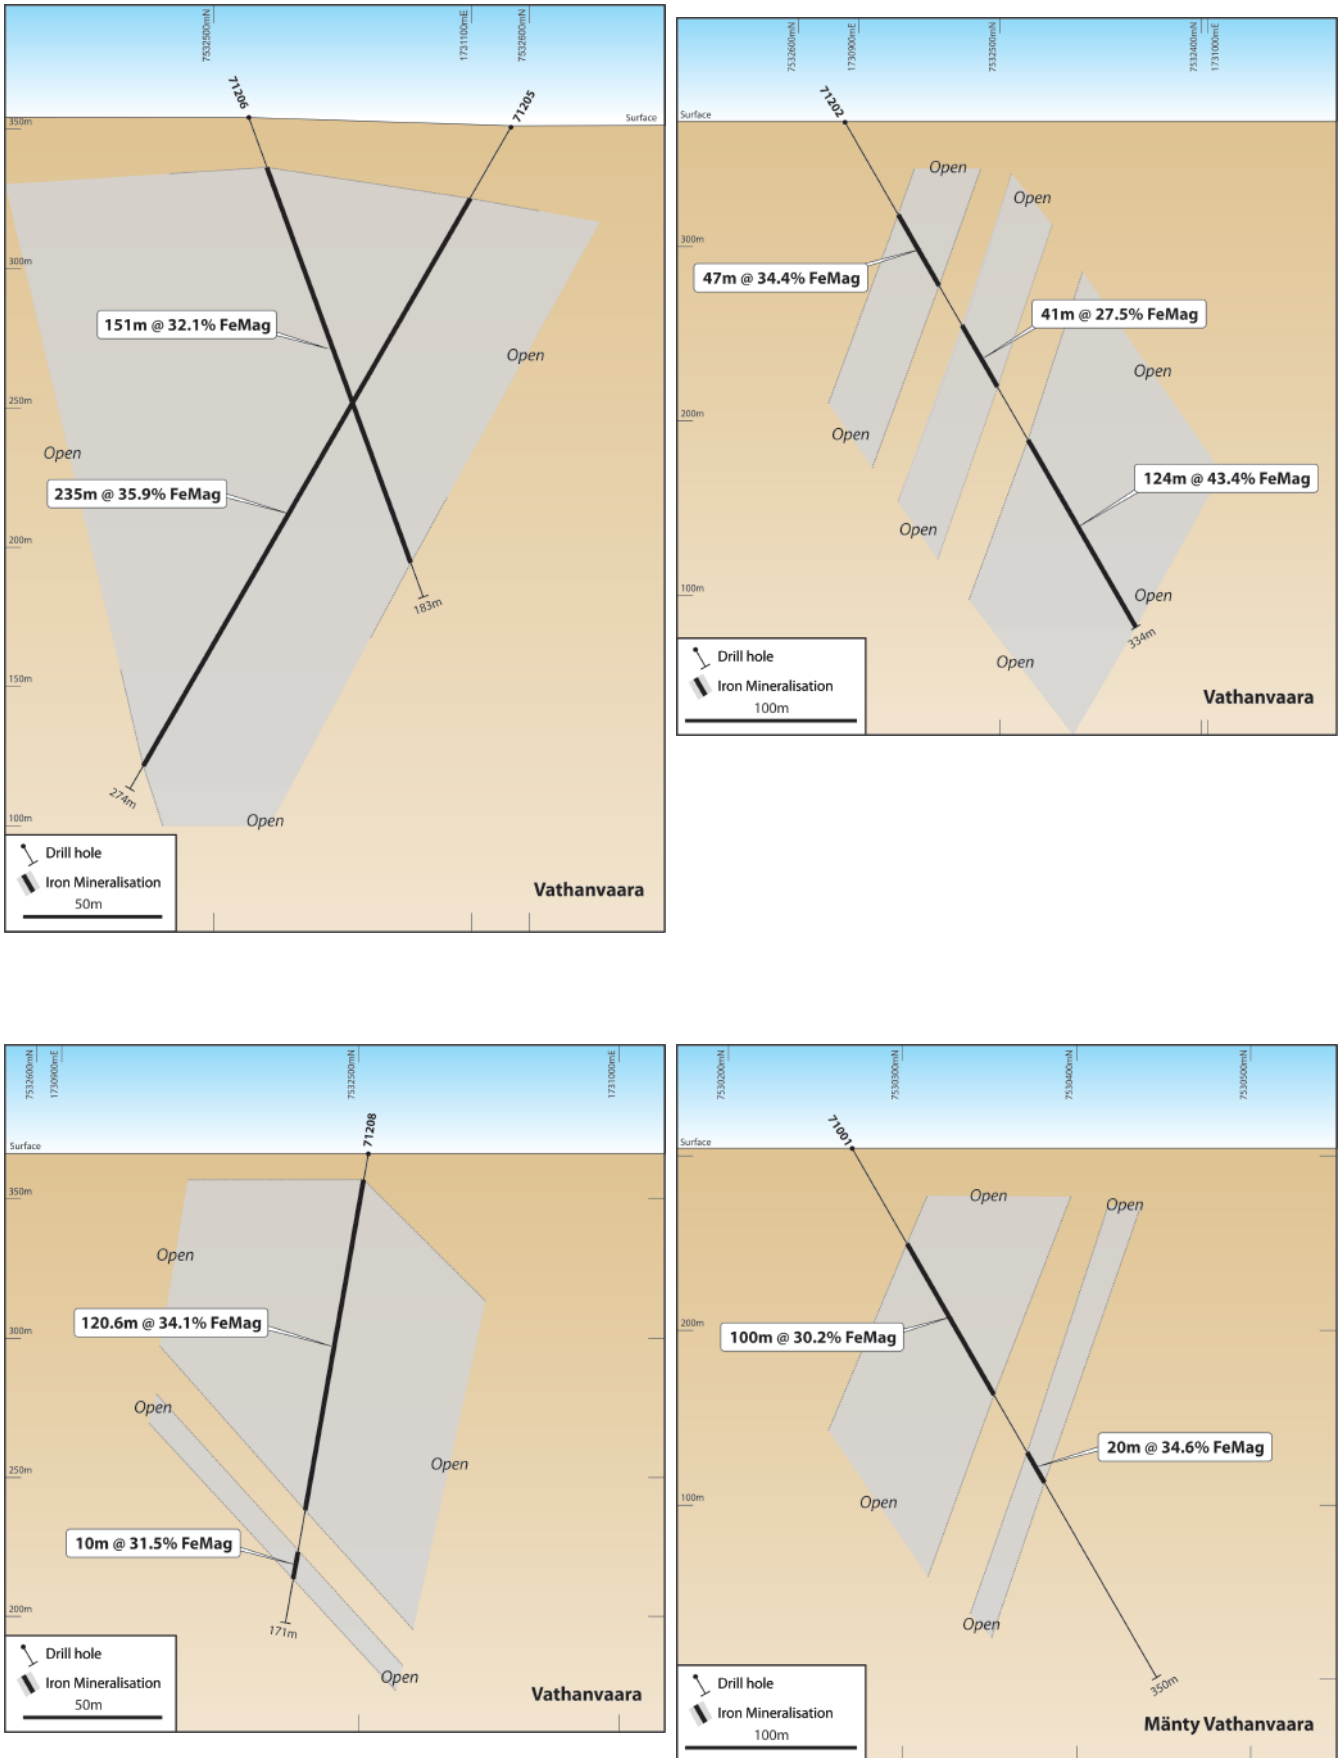 7532500mN
1731100mE
7532600mN
71206
71205
Surface
350m
300m
151m @ 32.1% FeMag
Open
250m
Open
235m @ 35.9% FeMag
200m
183m
150m
274m
100m
Open
Drill hole
Iron Mineralisation
50m
Vathanvaara
7532600mN
1730900mE
7532500mN
7532400mN
1731000mE
71202
Surface
Open
Open
300m
47m @ 34.4% FeMag
41m @ 27.5% FeMag
Open
200m
Open
124m @ 43.4% FeMag
Open
100m
Open
334m
Open
Drill hole
Iron Mineralisation
100m
Vathanvaara
7532600mN
1730900mE
7532500mN
1731000mE
71208
Surface
350m
Open
120.6m @ 34.1% FeMag
300m
Open
Open
250m
10m @ 31.5% FeMag
200m
171m
Open
Drill hole
Iron Mineralisation
50m
Vathanvaara
7530200mN
7530300mN
7530400mN
7530500mN
71001
Surface
Open
Open
200m
100m @ 30.2% FeMag
20m @ 34.6% FeMag
100m
Open
Open
350m
Drill hole
Iron Mineralisation
100m
Mänty Vathanvaara